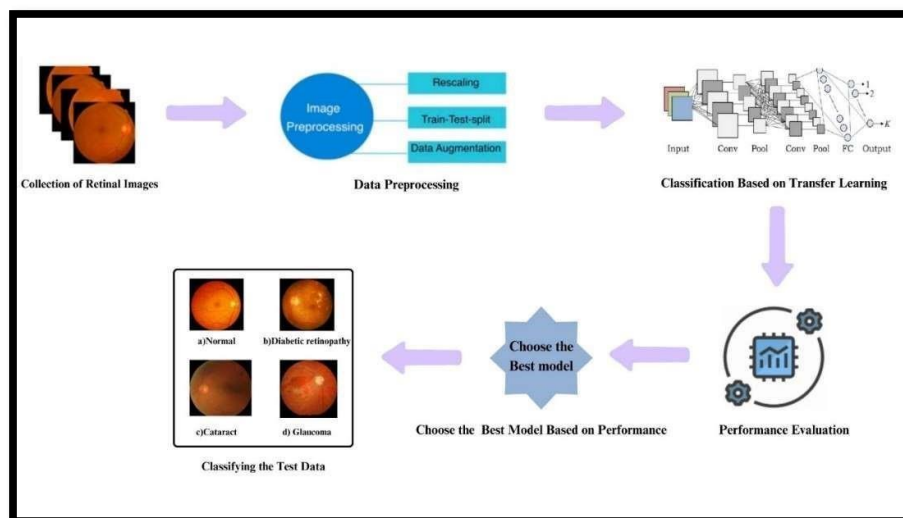 Collection of Retinal Images
Image
Preprocessing
Rescaling
Train-Test-split
Data Augmentation
Data Preprocessing
1
2
K
Input Conv Pool Conv Pool FC Output
Classification Based on Transfer Learning
Performance Evaluation
Choose the
Best model
Choose the Best Model Based on Performance
a)Normal
b)Diabetic retinopathy
c)Cataract
d) Glaucoma
Classifying the Test Data